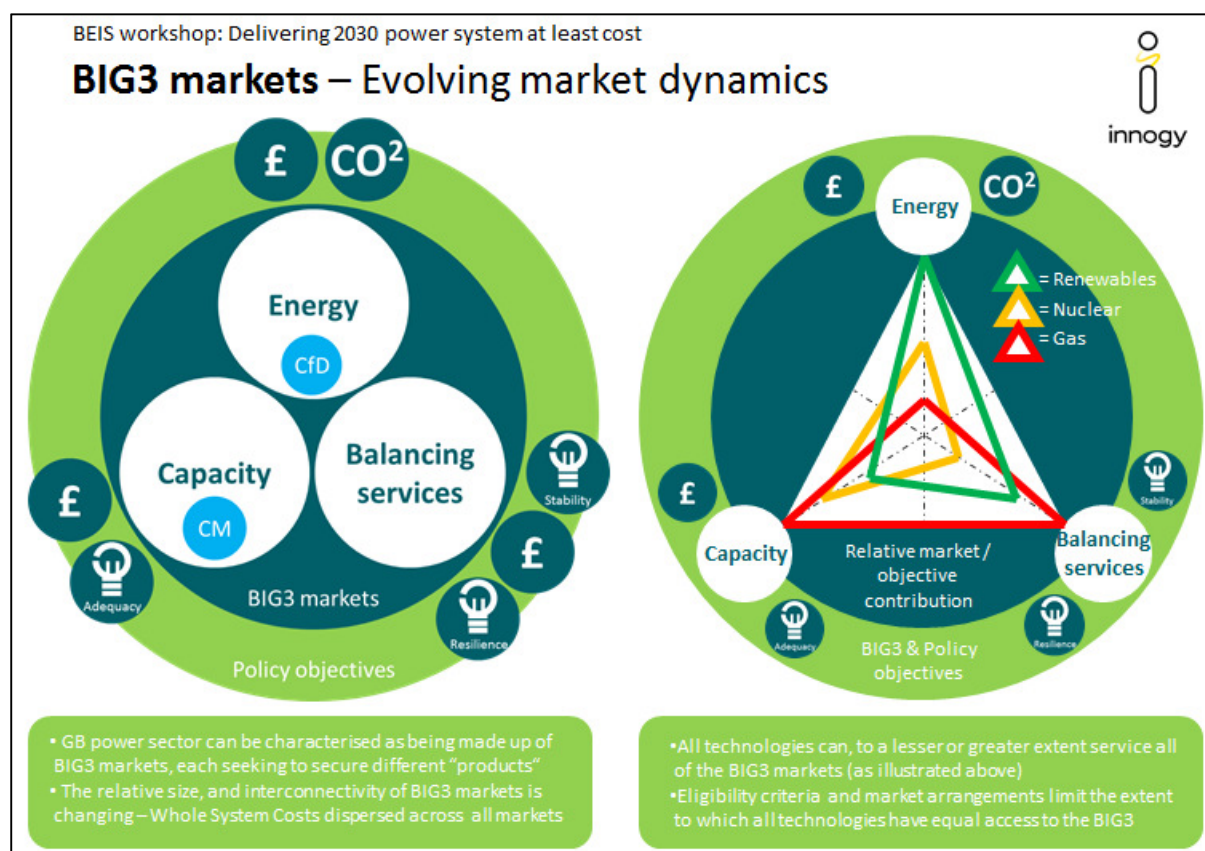 BEIS workshop: Delivering 2030 power system at least cost
BIG3 markets – Evolving market dynamics
innogy
£
CO²
Energy
CfD
Capacity
CM
Balancing
services
£
Adequacy
Stability
£
Resilience
BIG3 markets
Policy objectives
£
CO²
Energy
= Renewables
= Nuclear
= Gas
£
Stability
Capacity
Balancing
services
Relative market /
objective
contribution
Adequacy
Resilience
BIG3 & Policy
objectives
• GB power sector can be characterised as being made up of
BIG3 markets, each seeking to secure different “products“
• The relative size, and interconnectivity of BIG3 markets is
changing – Whole System Costs dispersed across all markets
•All technologies can, to a lesser or greater extent service all
of the BIG3 markets (as illustrated above)
•Eligibility criteria and market arrangements limit the extent
to which all technologies have equal access to the BIG3